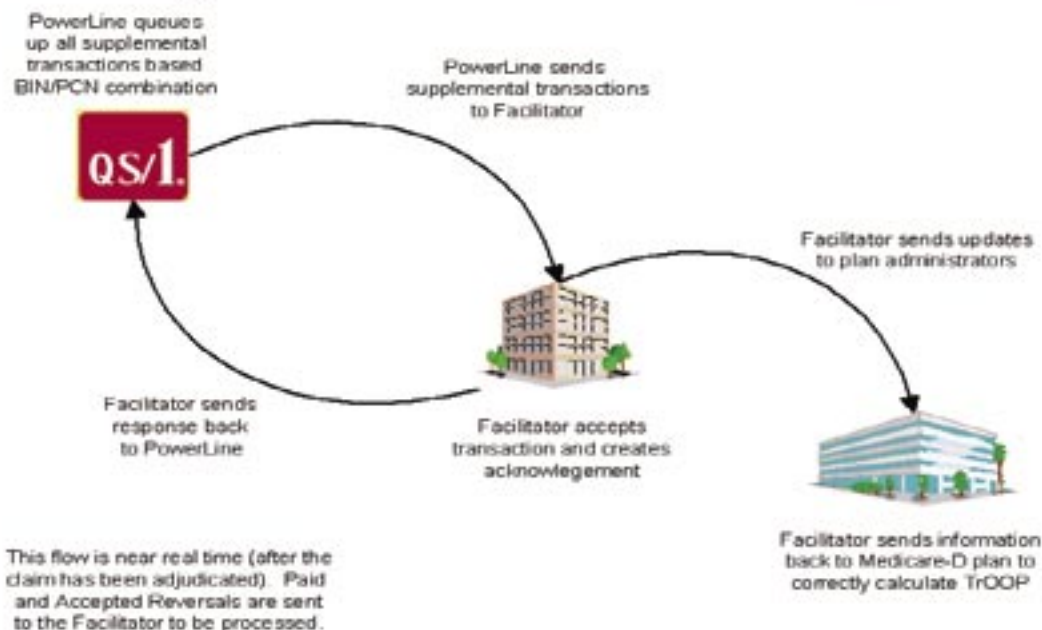 PowerLine queues
up all supplemental
transactions based
BIN/PCN combination
QS/1.
PowerLine sends
supplemental transactions
to Facilitator
Facilitator sends updates
to plan administrators
Facilitator sends
response back
to PowerLine
Facilitator accepts
transaction and creates
acknowlegement
Facilitator sends information
back to Medicare-D plan to
correctly calculate TrOOP
This flow is near real time (after the
claim has been adjudicated). Paid
and Accepted Reversals are sent
to the Facilitator to be processed.